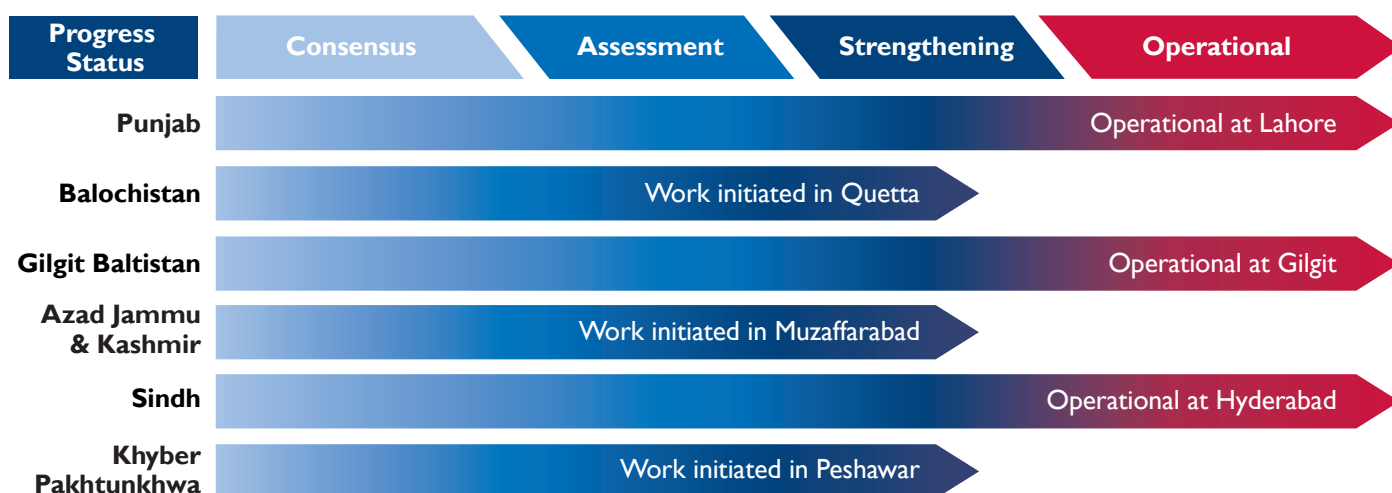 Progress
Status
Consensus
Assessment
Strengthening
Operational
Punjab
Operational at Lahore
Balochistan
Work initiated in Quetta
Gilgit Baltistan
Operational at Gilgit
Azad Jammu
& Kashmir
Work initiated in Muzaffarabad
Sindh
Operational at Hyderabad
Khyber
Pakhtunkhwa
Work initiated in Peshawar